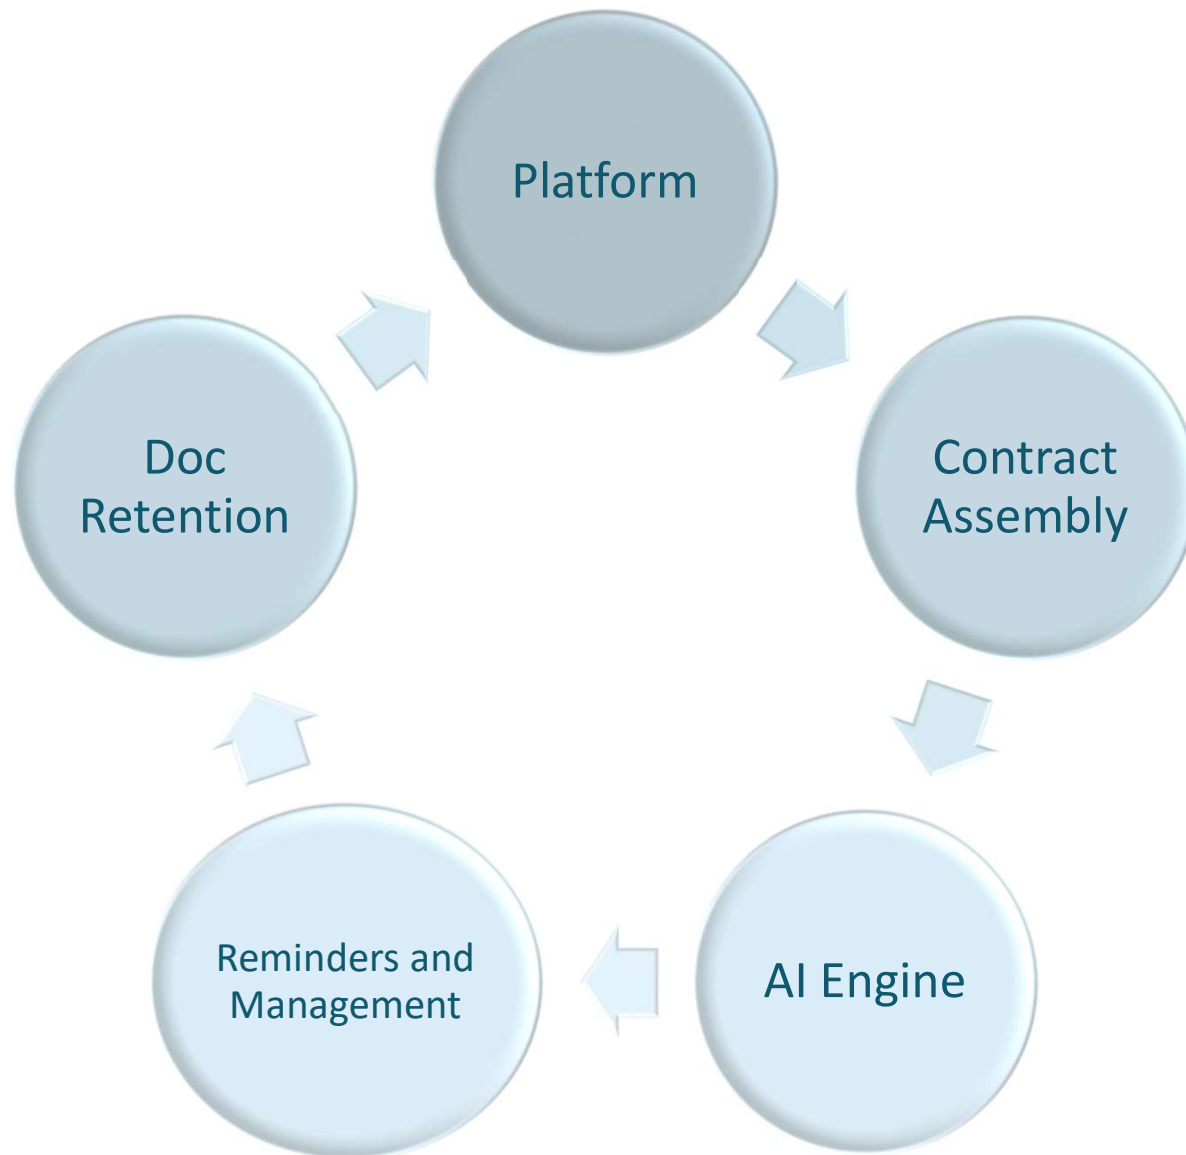 Platform
Contract
Assembly
AI Engine
Reminders and
Management
Doc
Retention